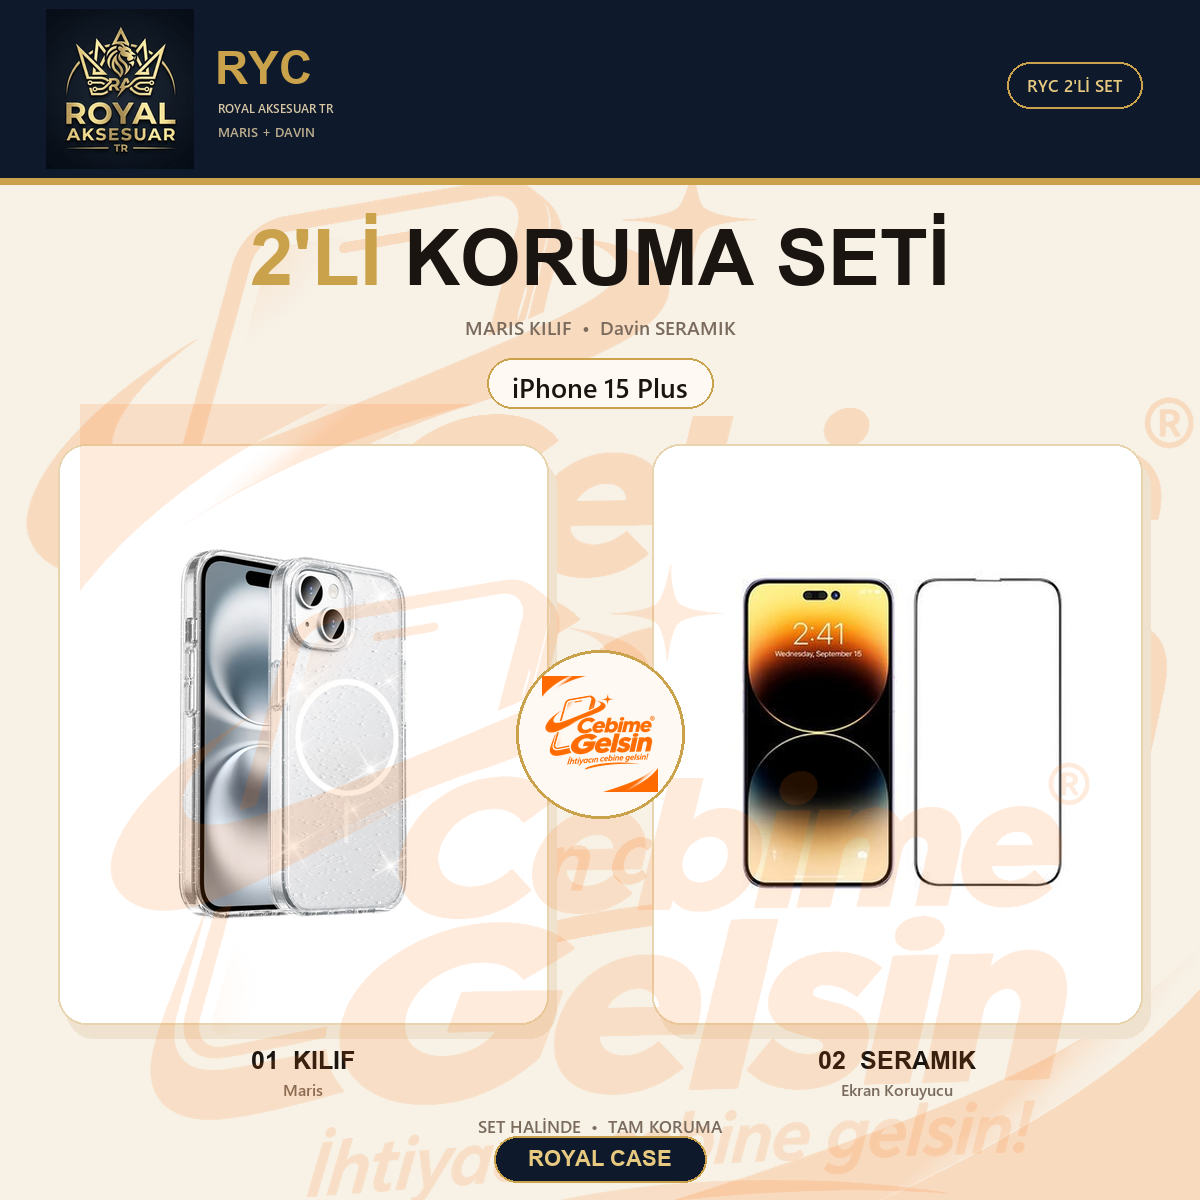 ROYAL
AKSESUAR
TR
RYC
ROYAL AKSESUAR TR
MARIS + DAVIN
RYC 2'Lİ SET
2'Lİ KORUMA SETİ
MARIS KILIF • Davin SERAMIK
iPhone 15 Plus
2:41
Wednesday, September 15
Cebime®
Gelsin
İhtiyacın cebine gelsin!
Cebime®
Gelsin
01 KILIF
Maris
02 SERAMIK
Ekran Koruyucu
SET HALİNDE • TAM KORUMA
ROYAL CASE